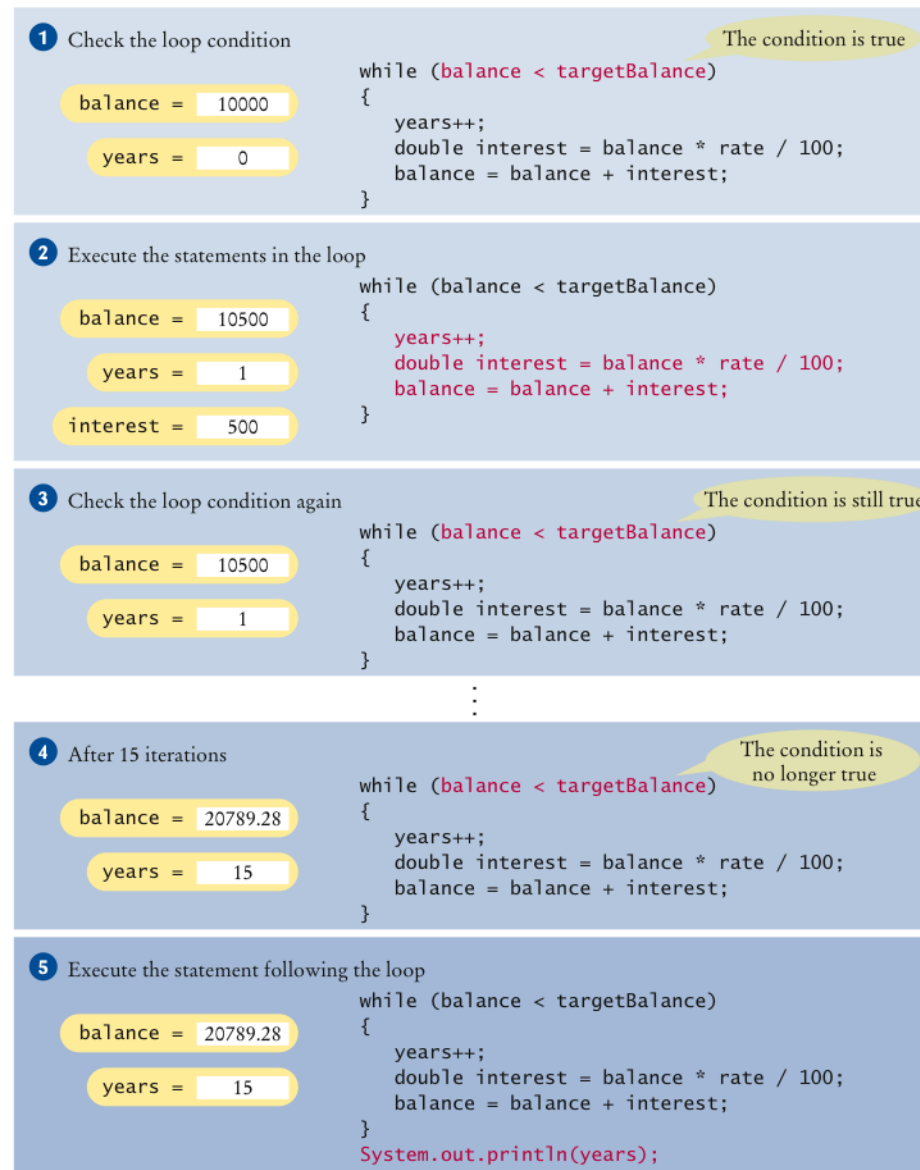 1 Check the loop condition
The condition is true
balance = 10000
years = 0
while (balance < targetBalance)
{
years++;
double interest = balance * rate / 100;
balance = balance + interest;
}
2 Execute the statements in the loop
balance = 10500
years = 1
interest = 500
while (balance < targetBalance)
{
years++;
double interest = balance * rate / 100;
balance = balance + interest;
}
3 Check the loop condition again
The condition is still true
balance = 10500
years = 1
while (balance < targetBalance)
{
years++;
double interest = balance * rate / 100;
balance = balance + interest;
}
4 After 15 iterations
The condition is
no longer true
balance = 20789.28
years = 15
while (balance < targetBalance)
{
years++;
double interest = balance * rate / 100;
balance = balance + interest;
}
5 Execute the statement following the loop
balance = 20789.28
years = 15
while (balance < targetBalance)
{
years++;
double interest = balance * rate / 100;
balance = balance + interest;
}
System.out.println(years);